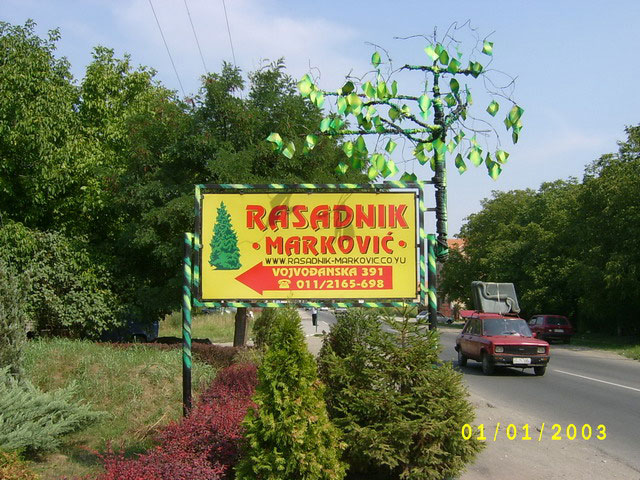 RASADNIK
• MARKOVIĆ •
WWW.RASADNIK-MARKOVIC.CO.YU
VOJVOĐANSKA 391
☎ 011/2165-698
01/01/2003